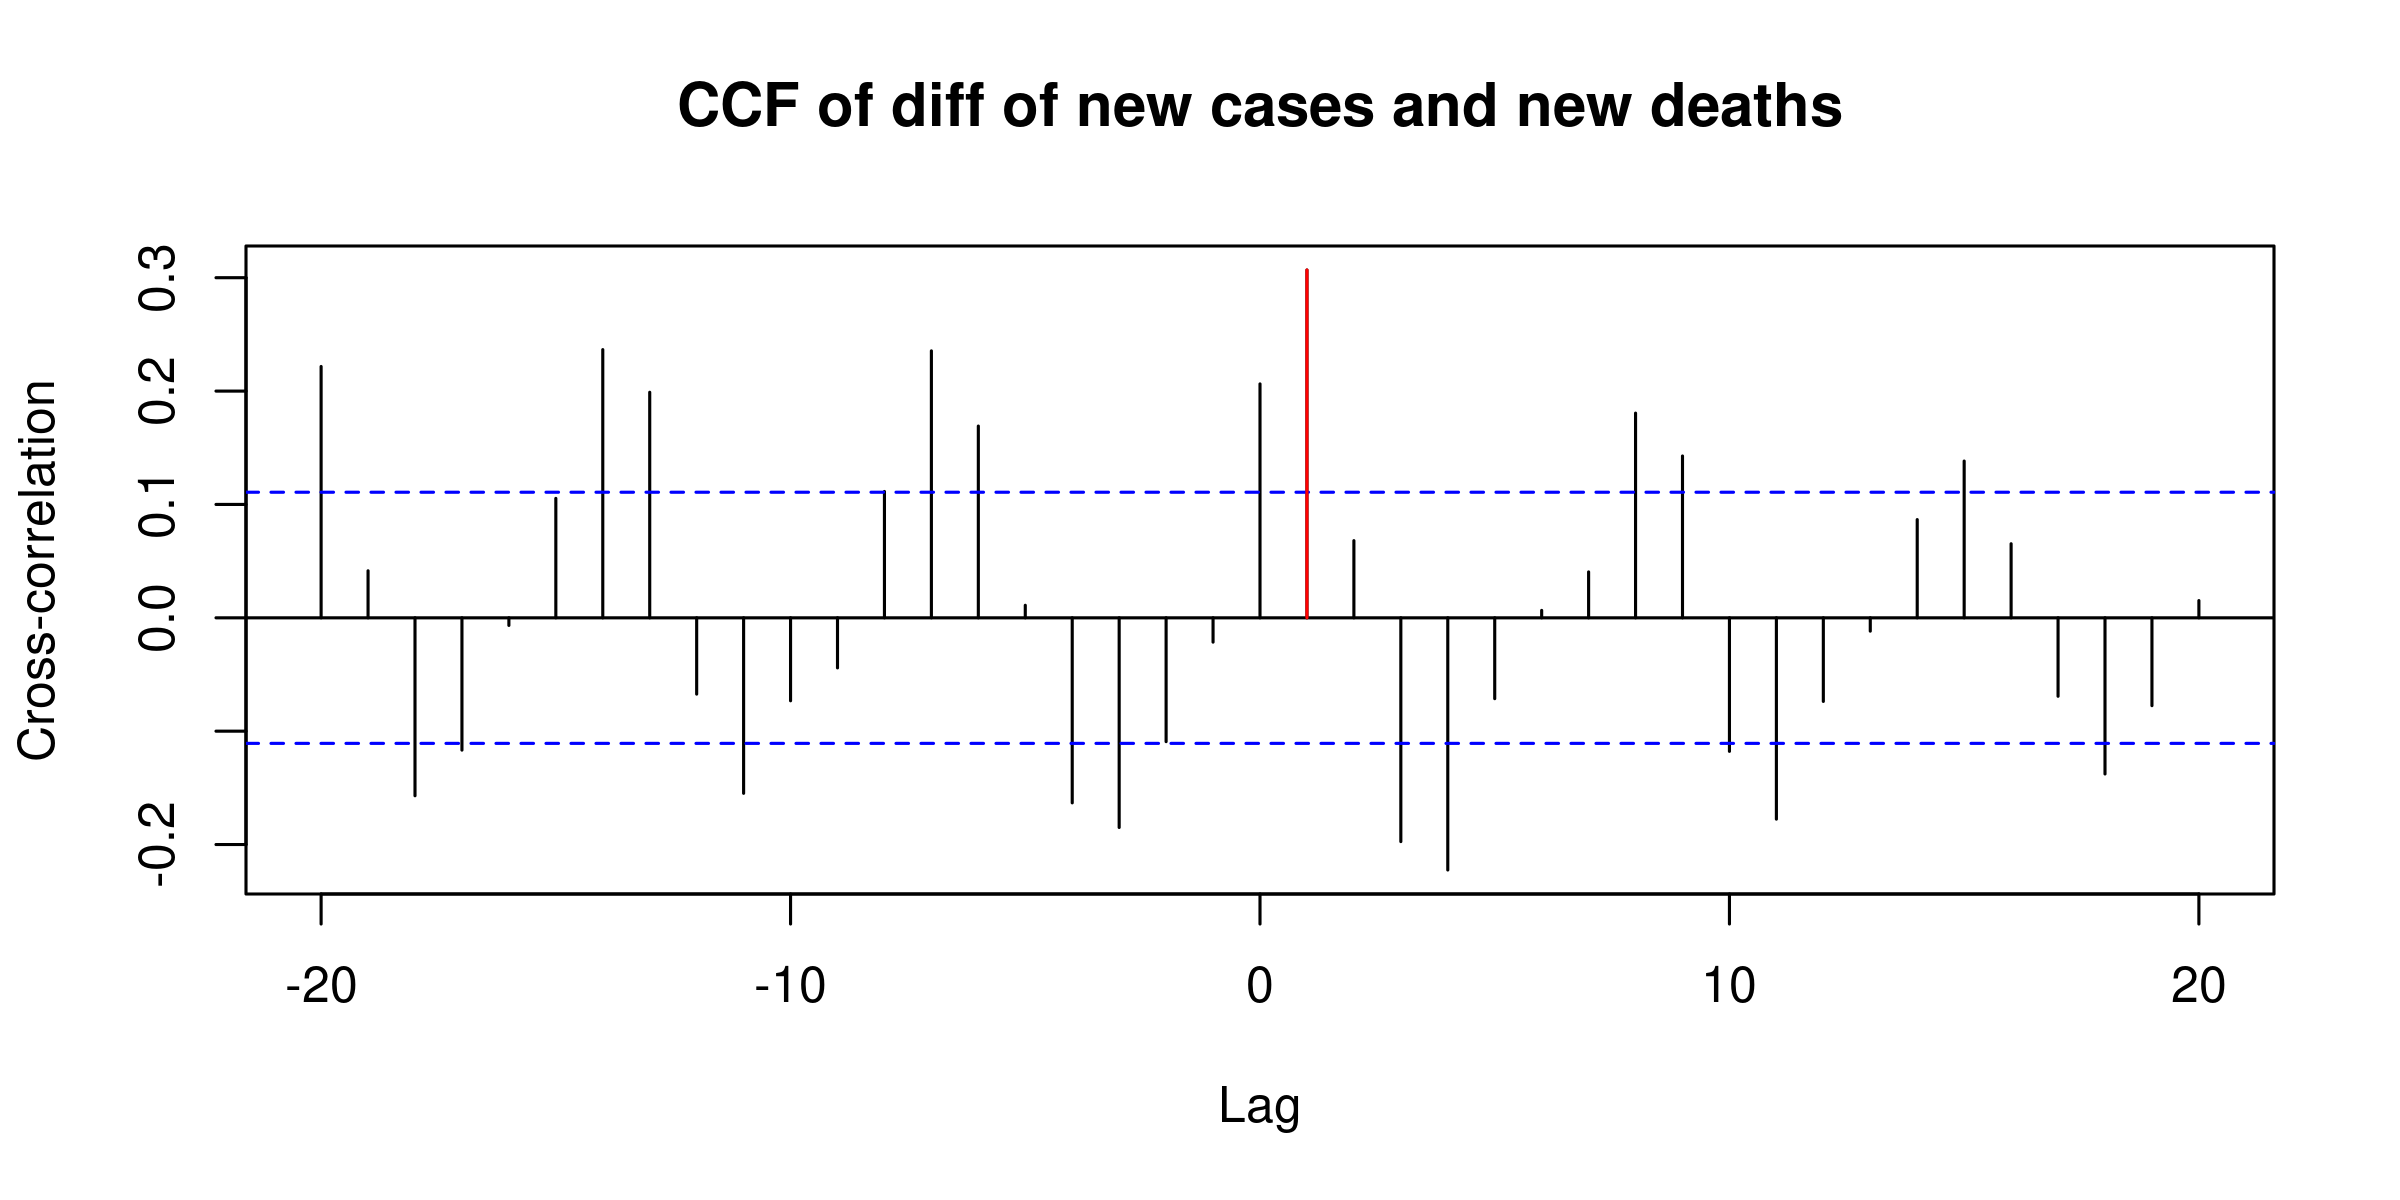 CCF of diff of new cases and new deaths
Cross-correlation
0.3
0.2
0.1
0.0
-0.2
-20 -10 0 10 20
Lag